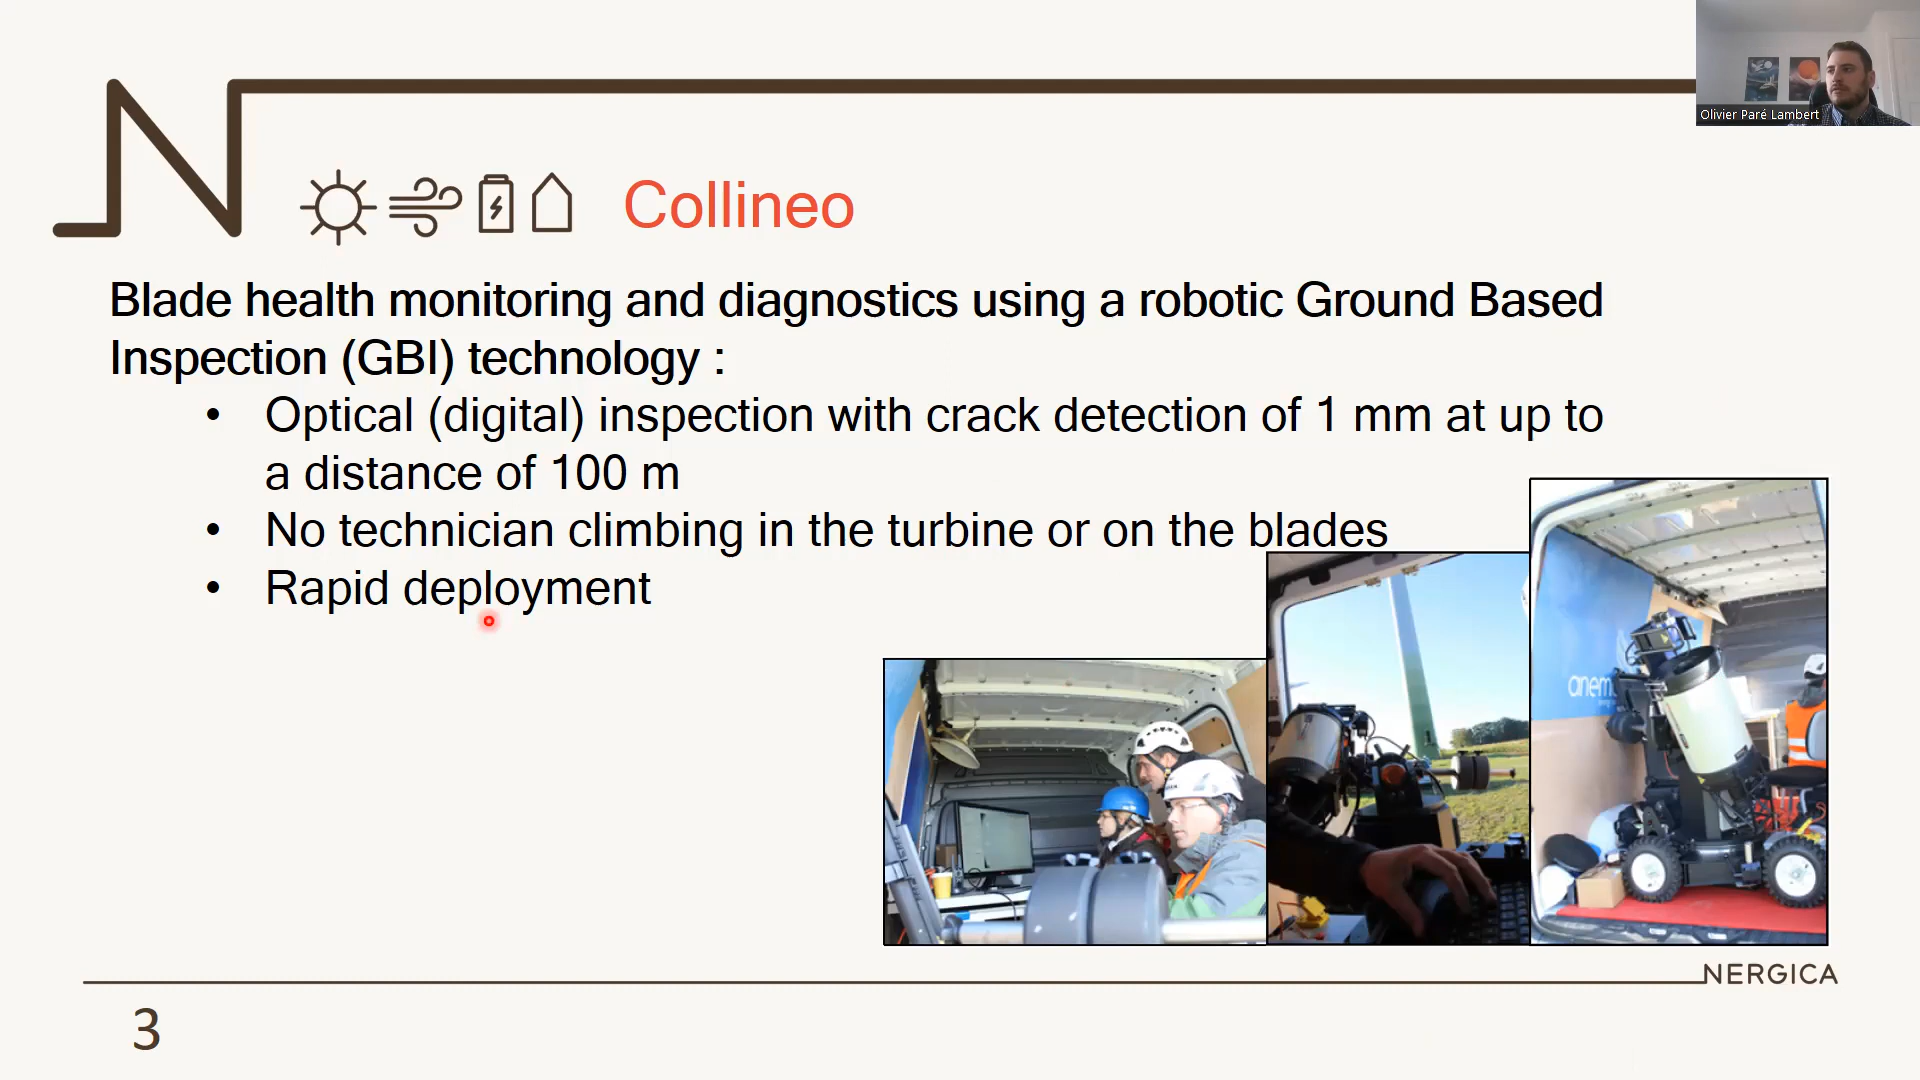 Olivier Paré Lambert
Collineo
Blade health monitoring and diagnostics using a robotic Ground Based
Inspection (GBI) technology :
• Optical (digital) inspection with crack detection of 1 mm at up to
a distance of 100 m
• No technician climbing in the turbine or on the blades
• Rapid deployment
NERGICA
3